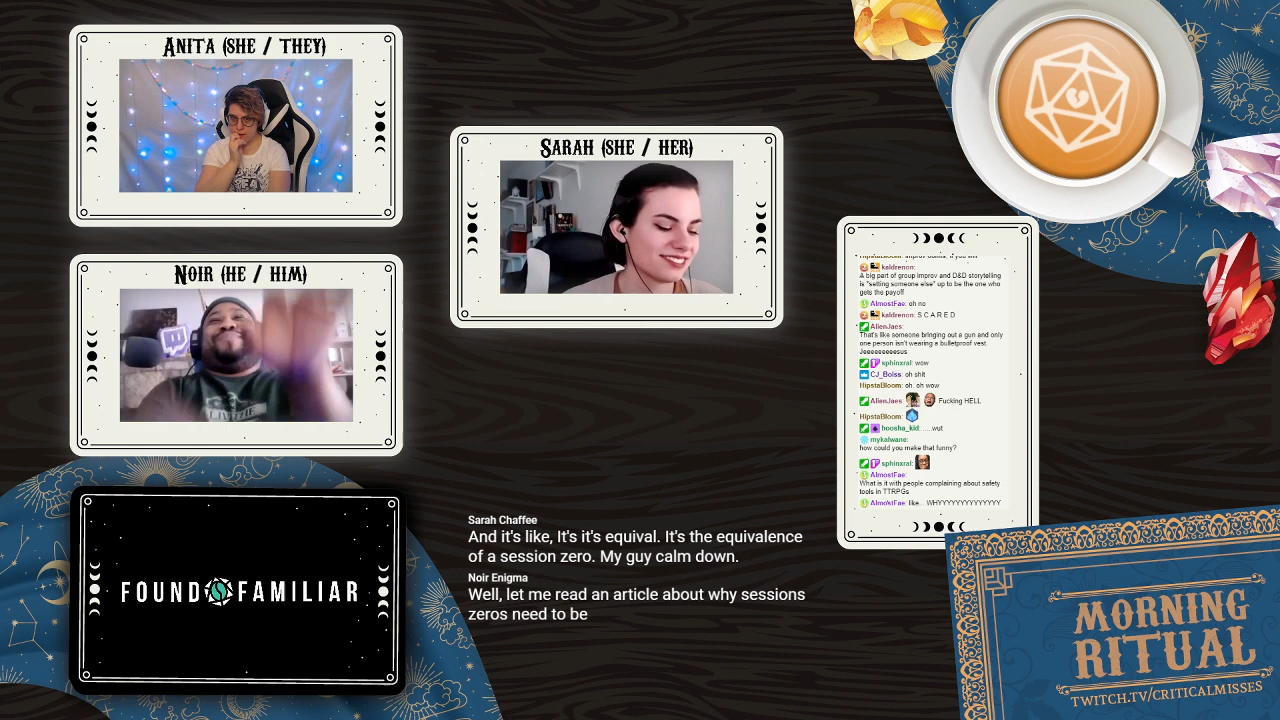 ANITA (SHE / THEY)
SARAH (SHE / HER)
NOIR (HE / HIM)
FOUND FAMILIAR
Sarah Chaffee
And it's like, It's it's equival. It's the equivalence
of a session zero. My guy calm down.
Noir Enigma
Well, let me read an article about why sessions
zeros need to be
kaldrenon:
A big part of group improv and D&D storytelling
is "setting someone else" up to be the one who
gets the payoff
AlmostFae: oh no
kaldrenon: S C A R E D
AlienJaes:
That's like someone bringing out a gun and only
one person isn't wearing a bulletproof vest.
Jeeeeeeeeesus
sphinxral: wow
CJ_Boiss: oh shit
HipstaBloom: oh. oh wow
AlienJaes: Fucking HELL
HipstaBloom:
hoosha_kid: .....wut
mykalwane:
how could you make that funny?
sphinxral:
AlmostFae:
What is it with people complaining about safety
tools in TTRPGs
AlmostFae: like...
MORNING
RITUAL
TWITCH.TV/CRITICALMISSES